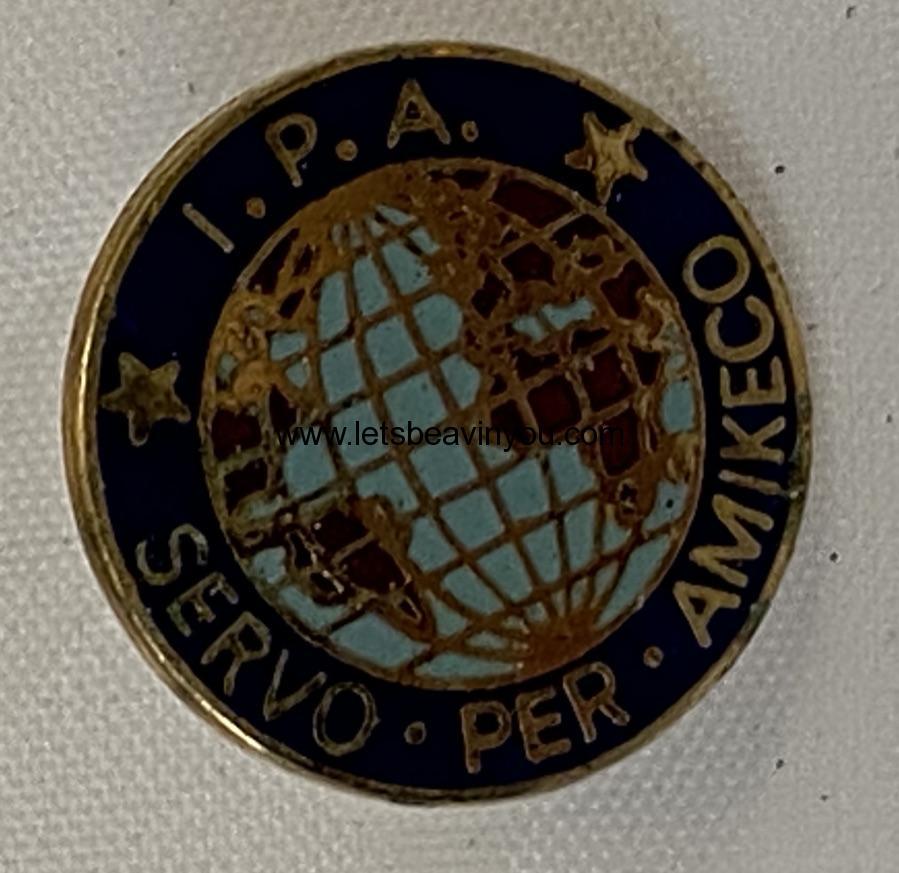 I.P.A.
SERVO · PER · AMIKECO
www.letsbeavinyou.com